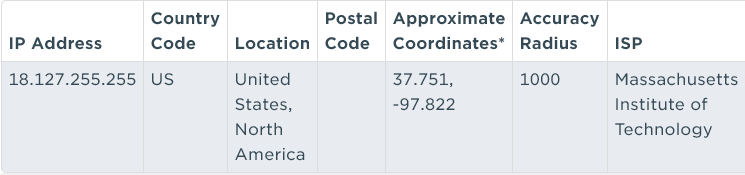 IP Address Country Code Location Postal Code Approximate Coordinates* Accuracy Radius ISP
18.127.255.255 US United States, North America 37.751, -97.822 1000 Massachusetts Institute of Technology